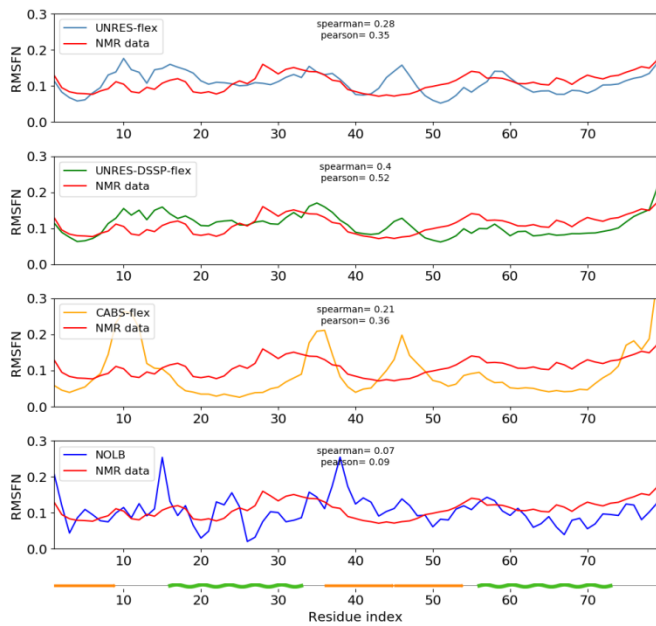 0.3
UNRES-flex
NMR data
spearman= 0.28
pearson= 0.35
0.2
RMSFN
0.1
0.0
10 20 30 40 50 60 70
0.3
UNRES-DSSP-flex
NMR data
spearman= 0.4
pearson= 0.52
0.2
RMSFN
0.1
0.0
10 20 30 40 50 60 70
0.3
CABS-flex
NMR data
spearman= 0.21
pearson= 0.36
0.2
RMSFN
0.1
0.0
10 20 30 40 50 60 70
0.3
NOLB
NMR data
spearman= 0.07
pearson= 0.09
0.2
RMSFN
0.1
0.0
10 20 30 40 50 60 70
Residue index